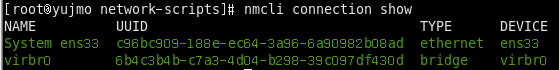 [root@yujmo network-scripts]# nmcli connection show
NAME UUID TYPE DEVICE
System ens33 c96bc909-188e-ec64-3a96-6a90982b08ad ethernet ens33
virbr0 6b4c3b4b-c7a3-4d04-b298-39c097df430d bridge virbr0